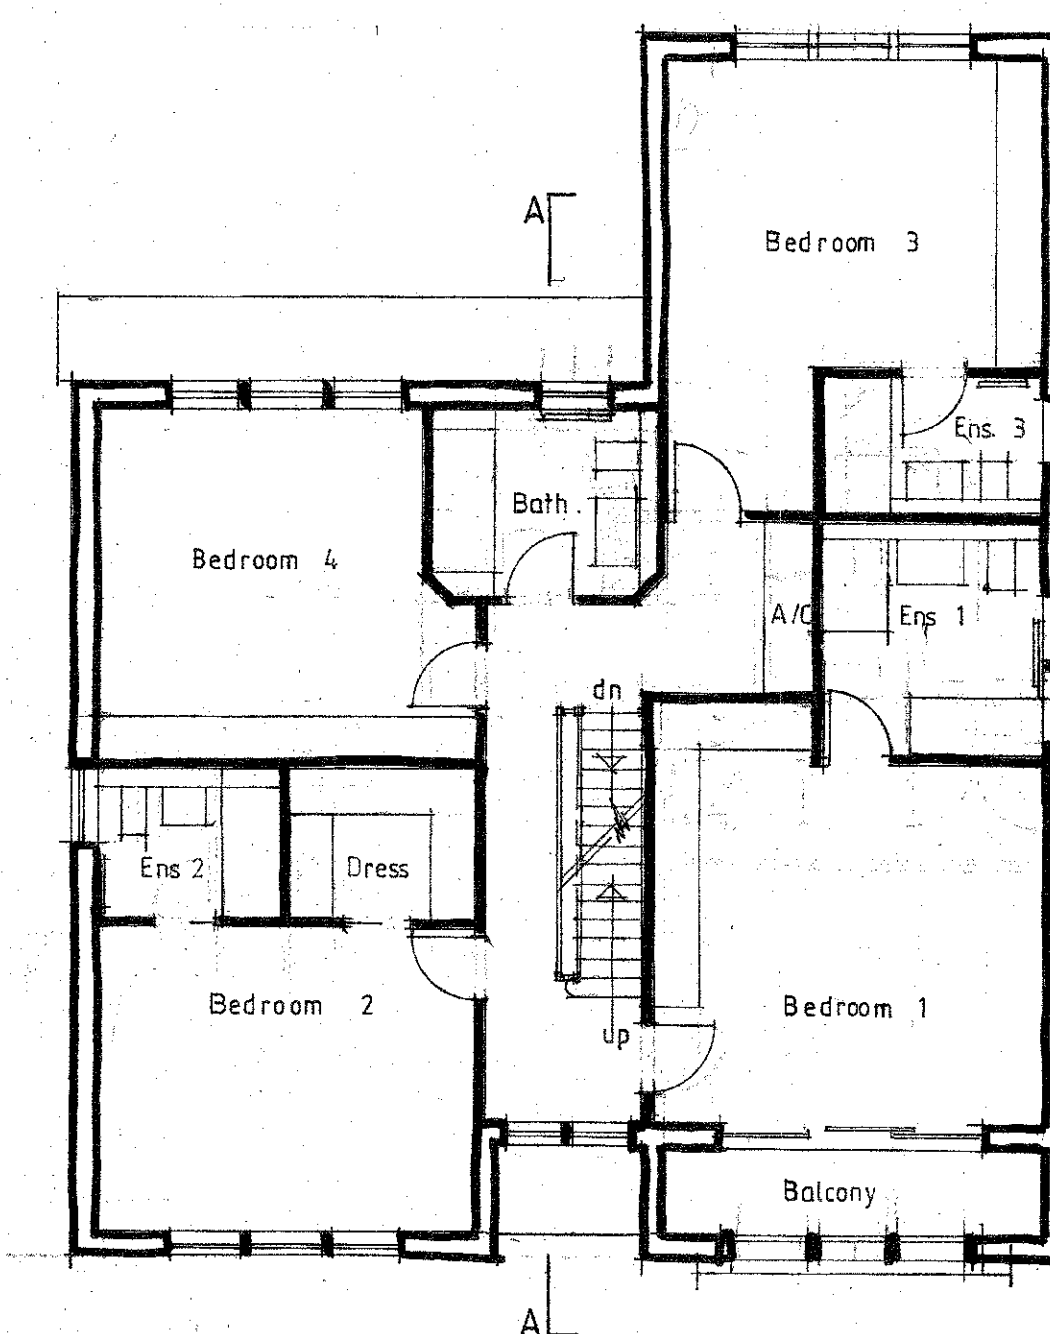 A
Bedroom 3
Ens. 3
Bath.
Bedroom 4
A/C
Ens 1
dn
Ens 2
Dress
Bedroom 2
Bedroom 1
up
Balcony
A